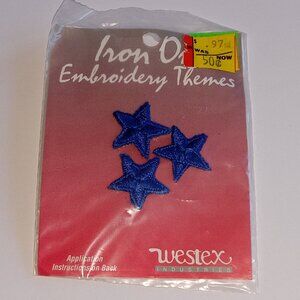 Iron On
Embroidery Themes
WAS
.97
NOW
50¢
Application
Instructions on Back
westex
INDUSTRIES